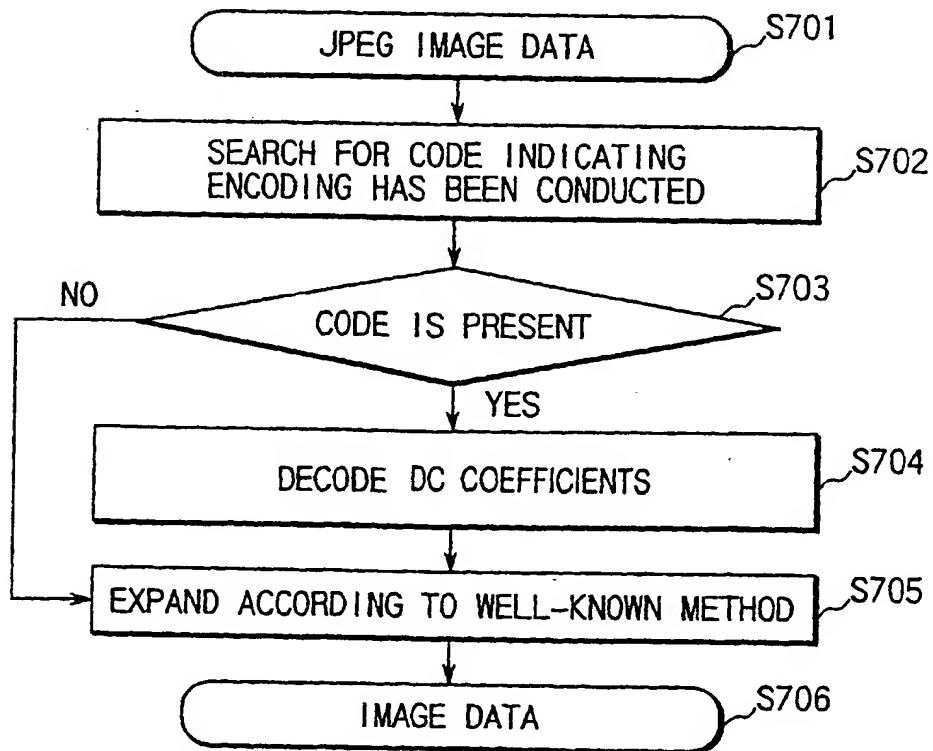 JPEG IMAGE DATA
S701
SEARCH FOR CODE INDICATING
ENCODING HAS BEEN CONDUCTED
S702
NO
CODE IS PRESENT
S703
YES
DECODE DC COEFFICIENTS
S704
EXPAND ACCORDING TO WELL-KNOWN METHOD
S705
IMAGE DATA
S706